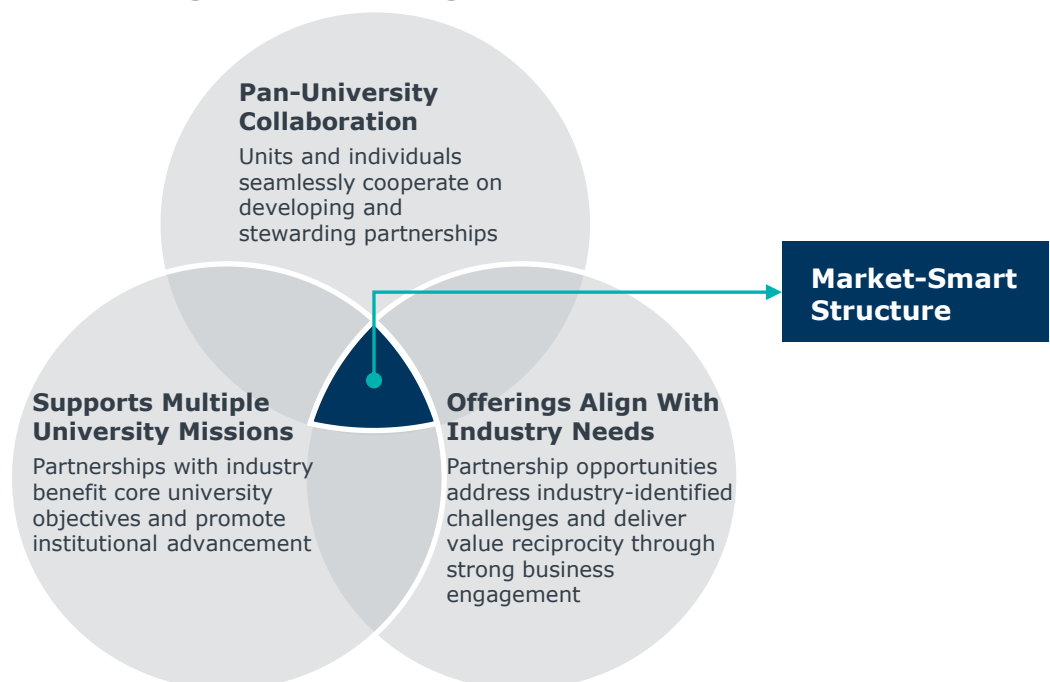 Pan-University
Collaboration
Units and individuals
seamlessly cooperate on
developing and
stewarding partnerships
Market-Smart
Structure
Supports Multiple
University Missions
Partnerships with industry
benefit core university
objectives and promote
institutional advancement
Offerings Align With
Industry Needs
Partnership opportunities
address industry-identified
challenges and deliver
value reciprocity through
strong business
engagement